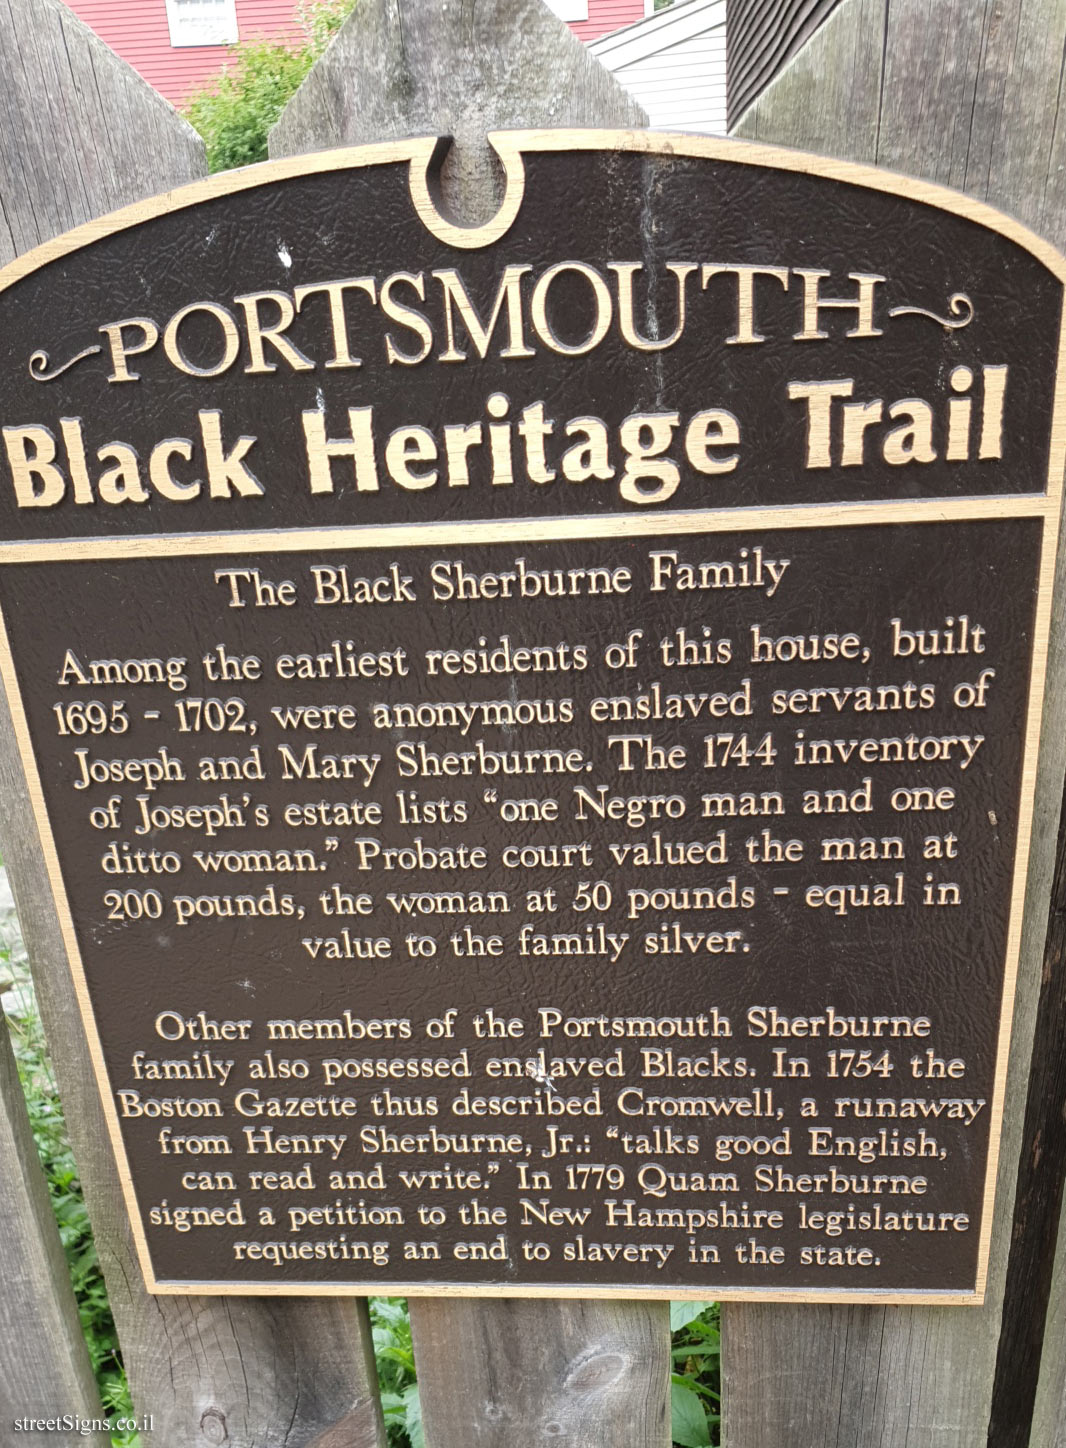 PORTSMOUTH
Black Heritage Trail
The Black Sherburne Family
Among the earliest residents of this house, built
1695 - 1702, were anonymous enslaved servants of
Joseph and Mary Sherburne. The 1744 inventory
of Joseph's estate lists "one Negro man and one
ditto woman." Probate court valued the man at
200 pounds, the woman at 50 pounds - equal in
value to the family silver.
Other members of the Portsmouth Sherburne
family also possessed enslaved Blacks. In 1754 the
Boston Gazette thus described Cromwell, a runaway
from Henry Sherburne, Jr.: "talks good English,
can read and write." In 1779 Quam Sherburne
signed a petition to the New Hampshire legislature
requesting an end to slavery in the state.
streetSigns.co.il